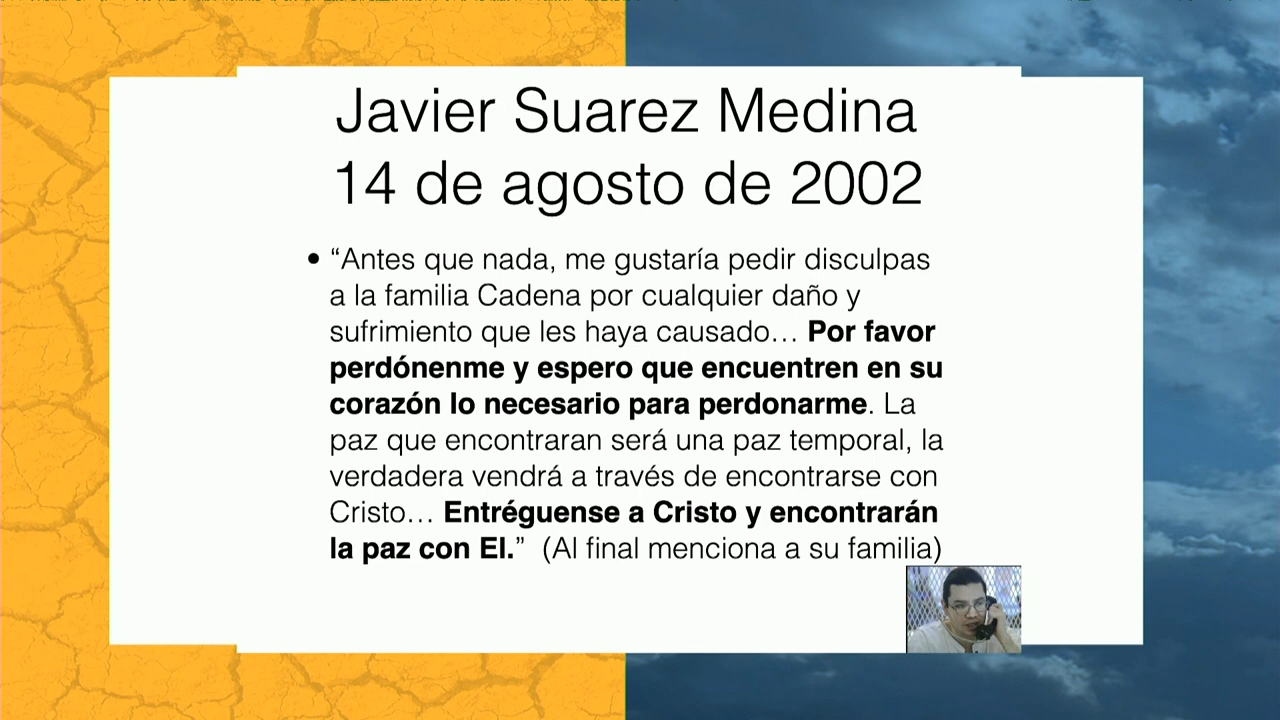 Javier Suarez Medina
14 de agosto de 2002
• “Antes que nada, me gustaría pedir disculpas
a la familia Cadena por cualquier daño y
sufrimiento que les haya causado… Por favor
perdónenme y espero que encuentren en su
corazón lo necesario para perdonarme. La
paz que encontraran será una paz temporal, la
verdadera vendrá a través de encontrarse con
Cristo… Entréguense a Cristo y encontrarán
la paz con El.” (Al final menciona a su familia)